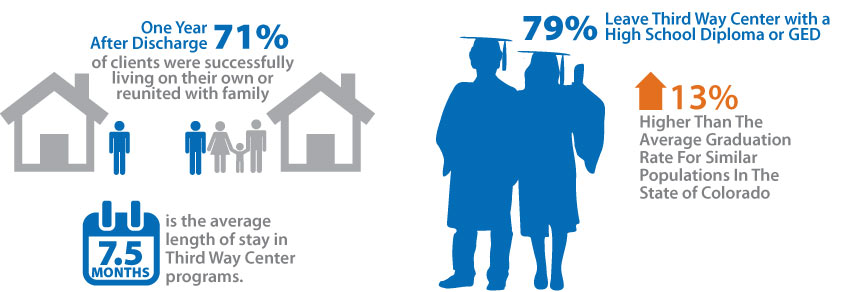 One Year
After Discharge 71%
of clients were successfully
living on their own or
reunited with family
7.5
MONTHS
is the average
length of stay in
Third Way Center
programs.
79% Leave Third Way Center with a
High School Diploma or GED
13%
Higher Than The
Average Graduation
Rate For Similar
Populations In The
State of Colorado